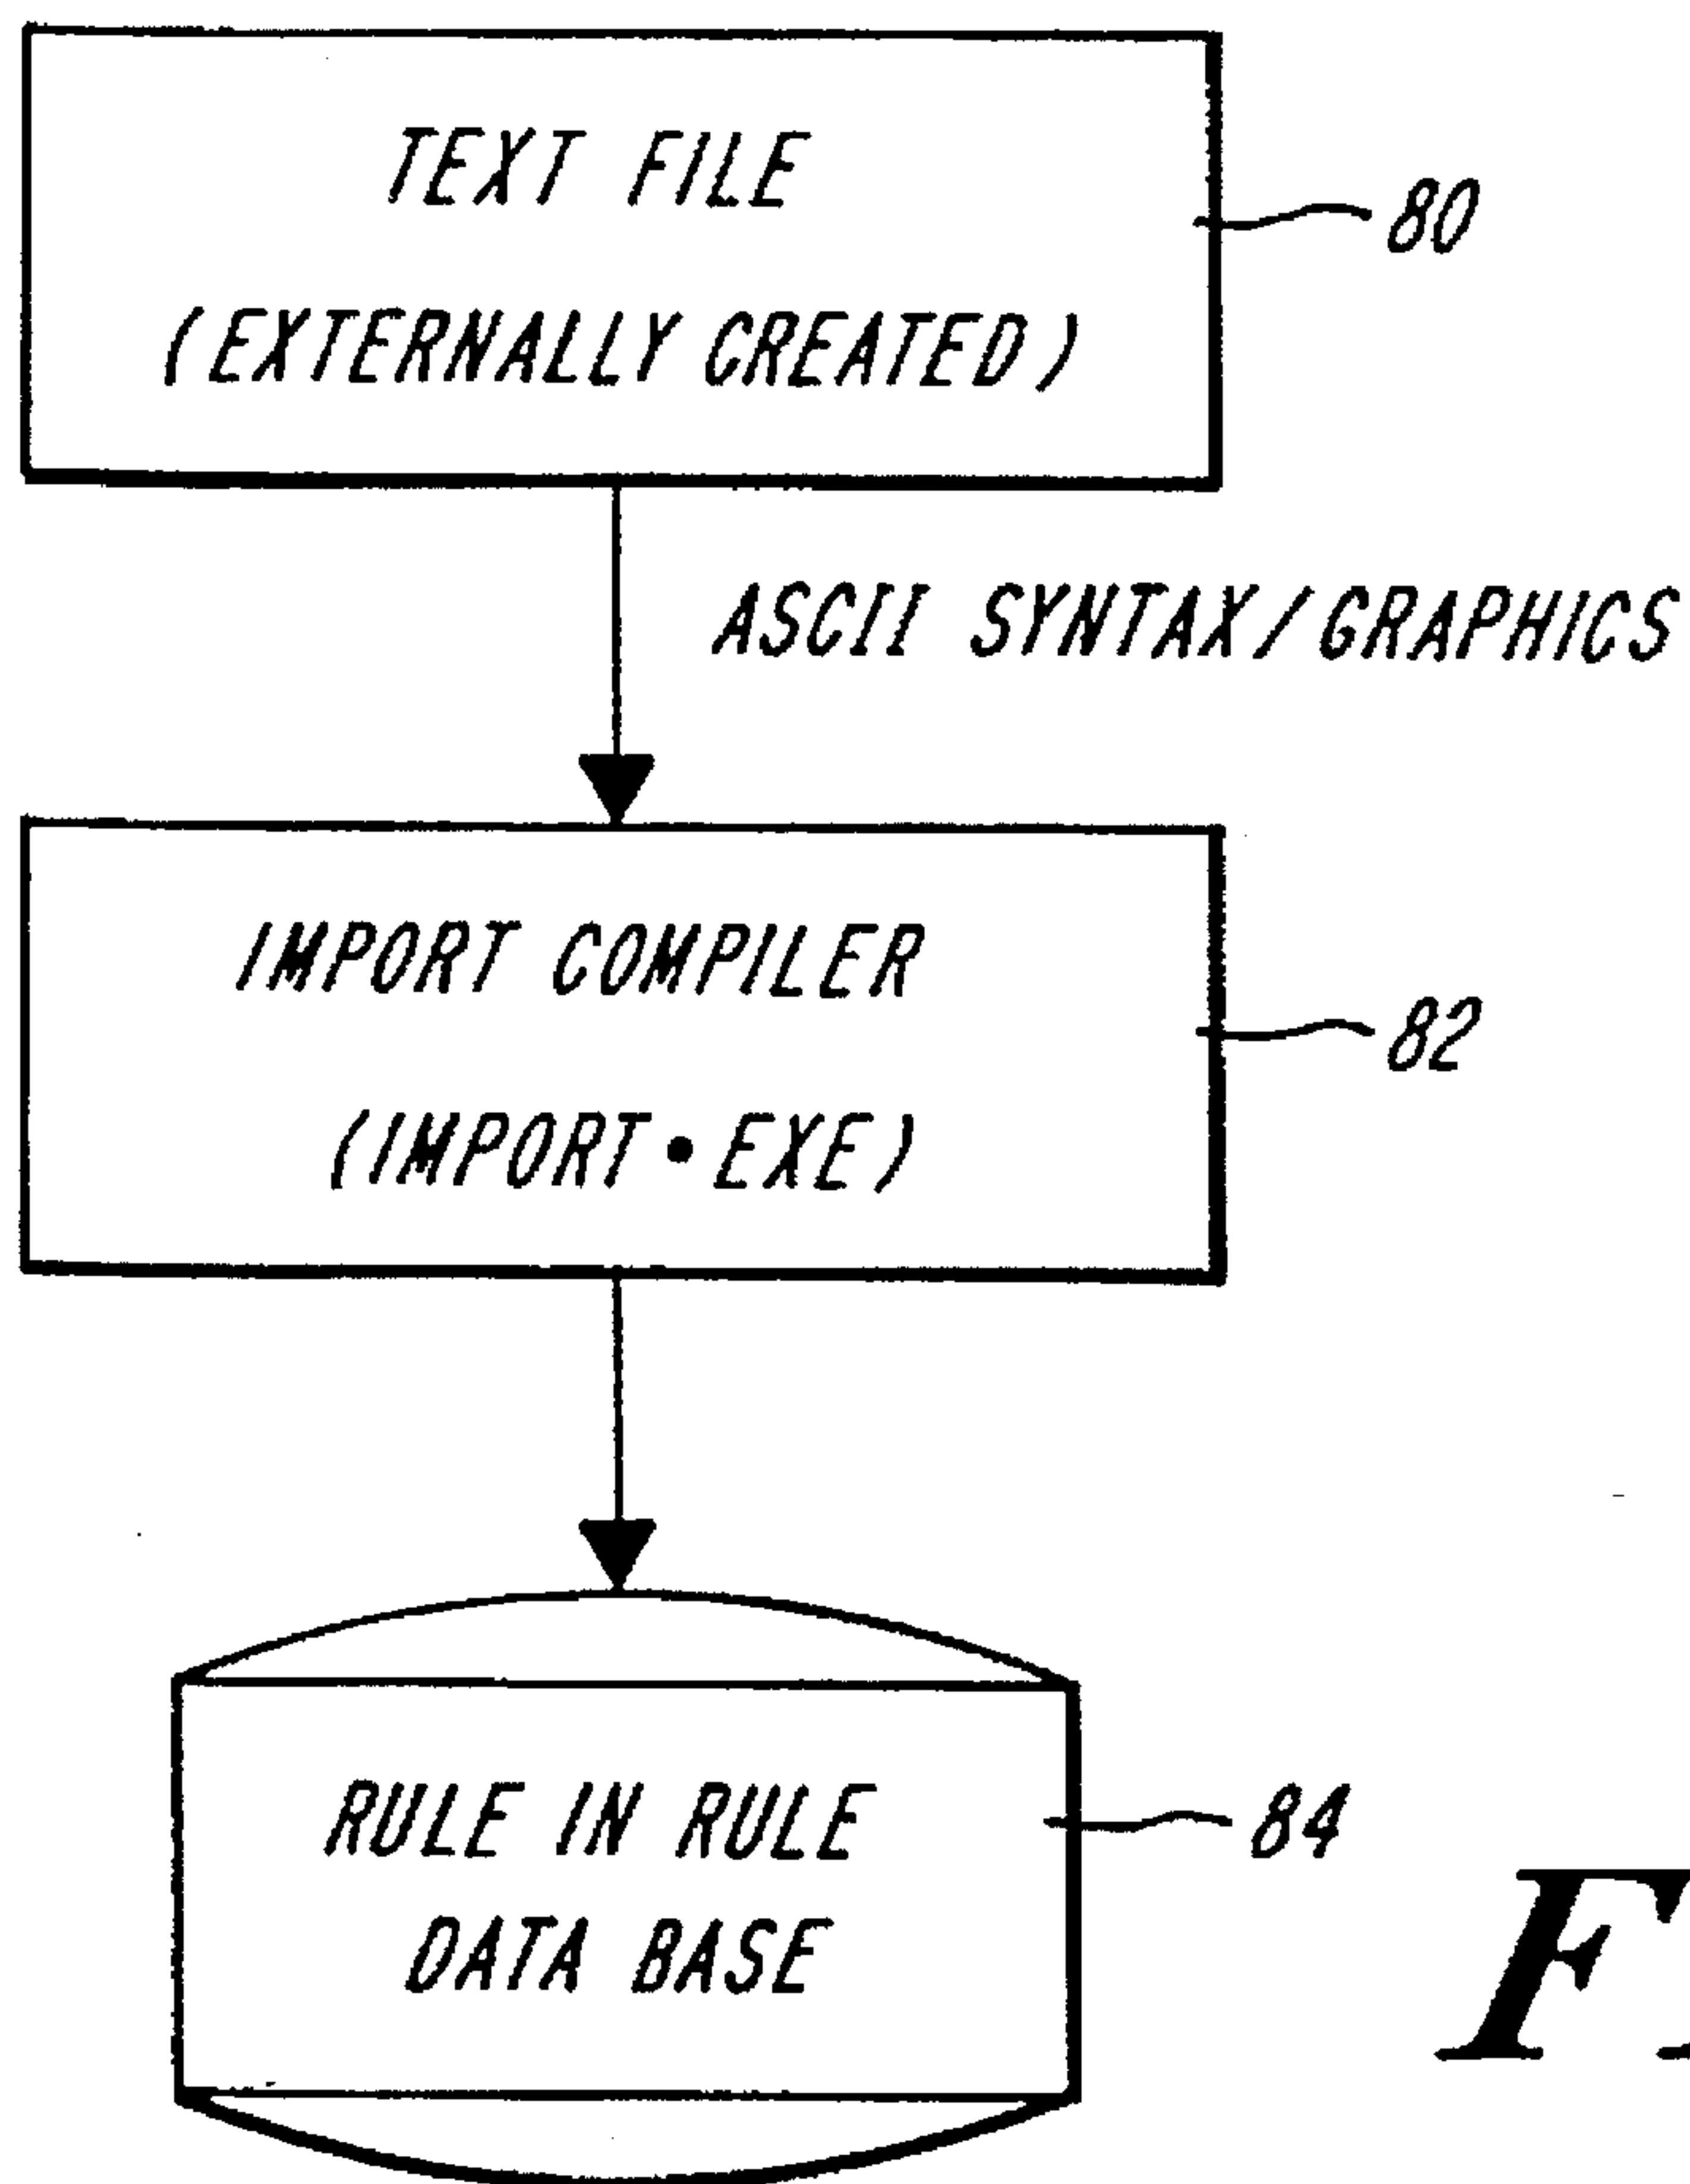 TEXT FILE
(EXTERNALLY CREATED)
80
ASCII SYNTAX/GRAPHICS
IMPORT COMPILER
(IMPORT•EXE)
82
RULE IN RULE
DATA BASE
84
F